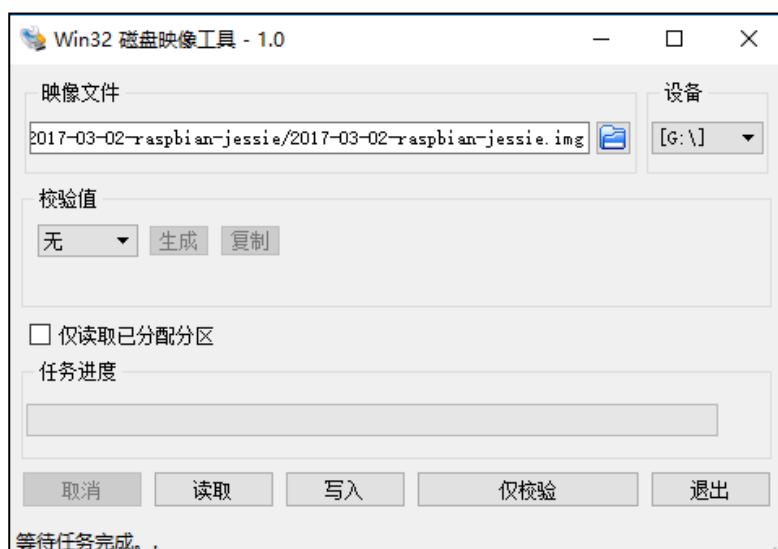 Win32 磁盘映像工具 - 1.0
映像文件
设备
2017-03-02-raspbian-jessie/2017-03-02-raspbian-jessie.img
[G:\]
校验值
无
生成
复制
仅读取已分配分区
任务进度
取消
读取
写入
仅校验
退出
等待任务完成。.